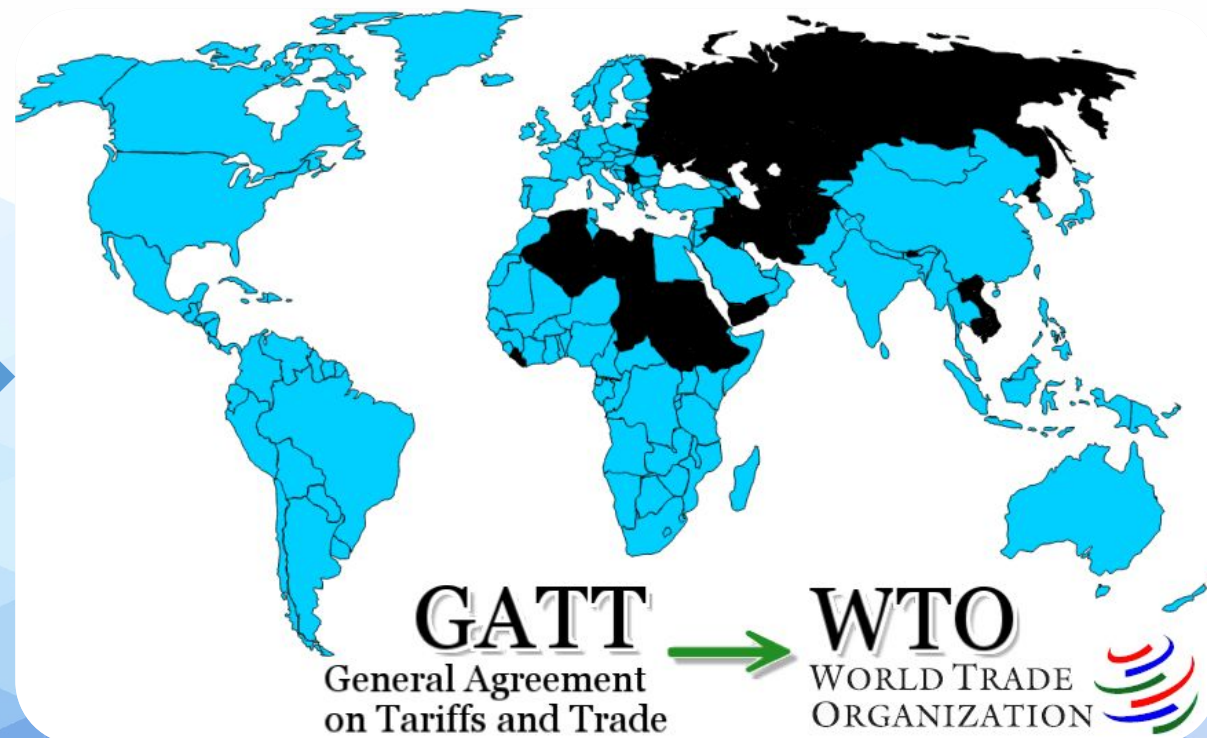 GATT
General Agreement
on Tariffs and Trade
WTO
WORLD TRADE
ORGANIZATION